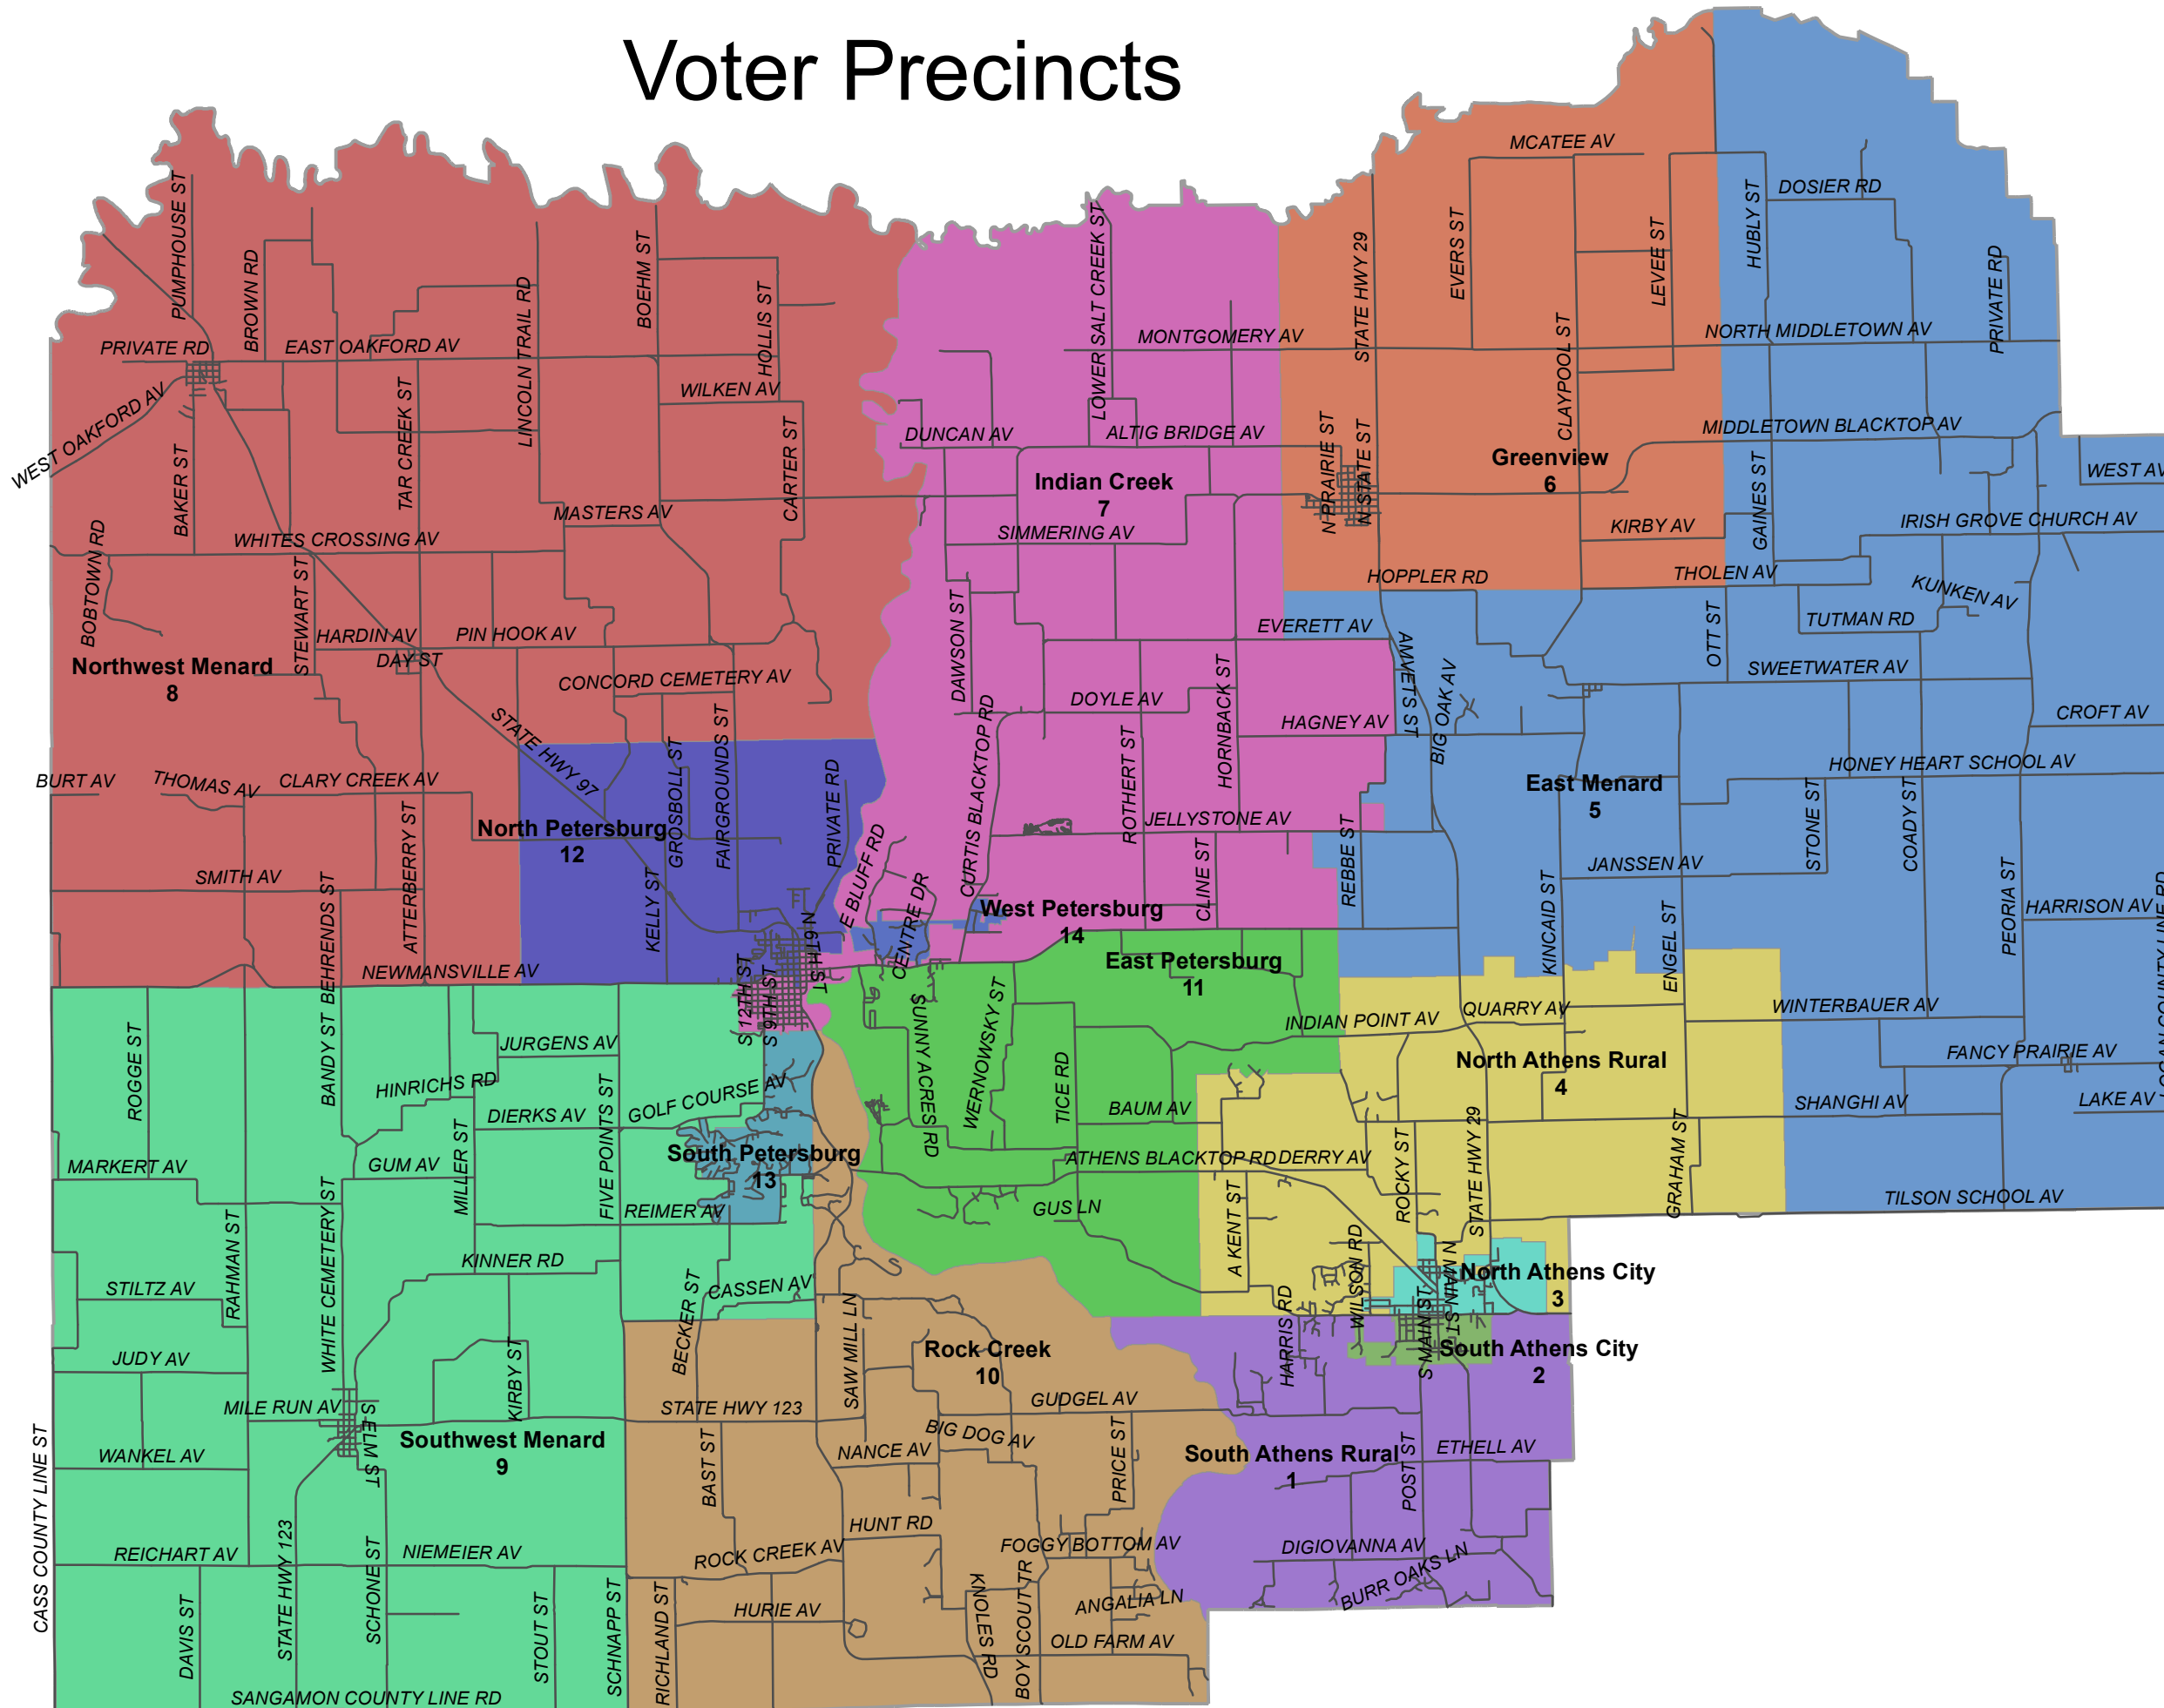 Voter Precincts
MCATEE AV
PUMPHOUSE ST
DOSIER RD
HUBLY ST
LOWER SALT CREEK ST
EVERS ST
LEVEE ST
STATE HWY 29
BOEHM ST
BROWN RD
HOLLIS ST
LINCOLN TRAIL RD
PRIVATE RD
NORTH MIDDLETOWN AV
MONTGOMERY AV
PRIVATE RD
EAST OAKFORD AV
CLAYPOOL ST
WILKEN AV
WEST OAKFORD AV
TAR CREEK ST
DUNCAN AV
ALTIG BRIDGE AV
MIDDLETOWN BLACKTOP AV
N PRAIRIE ST
N STATE ST
Greenview
6
WEST AV
BAKER ST
CARTER ST
Indian Creek
7
GAINES ST
MASTERS AV
KIRBY AV
IRISH GROVE CHURCH AV
WHITES CROSSING AV
SIMMERING AV
BOBTOWN RD
HOPPLER RD
THOLEN AV
KUNKEN AV
STEWART ST
HARDIN AV
PIN HOOK AV
DAWSON ST
EVERETT AV
OTT ST
TUTMAN RD
DAY ST
Northwest Menard
8
CONCORD CEMETERY AV
AMVETS ST
SWEETWATER AV
HORNBACK ST
DOYLE AV
BIG OAK AV
CROFT AV
STATE HWY 97
HAGNEY AV
FAIRGROUNDS ST
CURTIS BLACKTOP RD
ROTHERT ST
HONEY HEART SCHOOL AV
BURT AV
THOMAS AV
CLARY CREEK AV
GROSBOLL ST
PRIVATE RD
East Menard
5
STONE ST
COADY ST
North Petersburg
12
JELLYSTONE AV
ATTERBERRY ST
E BLUFF RD
REBBE ST
JANSSEN AV
SMITH AV
CLINE ST
BANDY ST BEHRENDS ST
KELLY ST
CENTRE DR
West Petersburg
14
KINCAID ST
ENGEL ST
PEORIA ST
HARRISON AV
LOGAN COUNTY LINE RD
N 6TH ST
NEWMANSVILLE AV
East Petersburg
11
S 12TH ST
S 9TH ST
QUARRY AV
WINTERBAUER AV
INDIAN POINT AV
ROGGE ST
JURGENS AV
SUNNY ACRES RD
WERNOWSKY ST
North Athens Rural
4
FANCY PRAIRIE AV
HINRICHS RD
GOLF COURSE AV
TICE RD
DIERKS AV
BAUM AV
SHANGHI AV
LAKE AV
FIVE POINTS ST
MILLER ST
STATE HWY 29
GRAHAM ST
ROCKY ST
MARKERT AV
GUM AV
South Petersburg
13
ATHENS BLACKTOP RD
DERRY AV
TILSON SCHOOL AV
WHITE CEMETERY ST
REIMER AV
GUS LN
A KENT ST
RAHMAN ST
KINNER RD
WILSON RD
N MAIN ST
North Athens City
3
STILTZ AV
CASSEN AV
BECKER ST
HARRIS RD
SAW MILL LN
S MAIN ST
Rock Creek
10
South Athens City
2
JUDY AV
KIRBY ST
MILE RUN AV
S ELM ST
STATE HWY 123
GUDGEL AV
BIG DOG AV
Southwest Menard
9
NANCE AV
WANKEL AV
BAST ST
PRICE ST
South Athens Rural
1
POST ST
ETHELL AV
CASS COUNTY LINE ST
HUNT RD
REICHART AV
NIEMEIER AV
ROCK CREEK AV
FOGGY BOTTOM AV
DIGIOVANNA AV
BURR OAKS LN
STATE HWY 123
SCHONE ST
DAVIS ST
STOUT ST
SCHNAPP ST
RICHLAND ST
HURIE AV
KNOLES RD
BOY SCOUT TR
ANGALIA LN
OLD FARM AV
SANGAMON COUNTY LINE RD